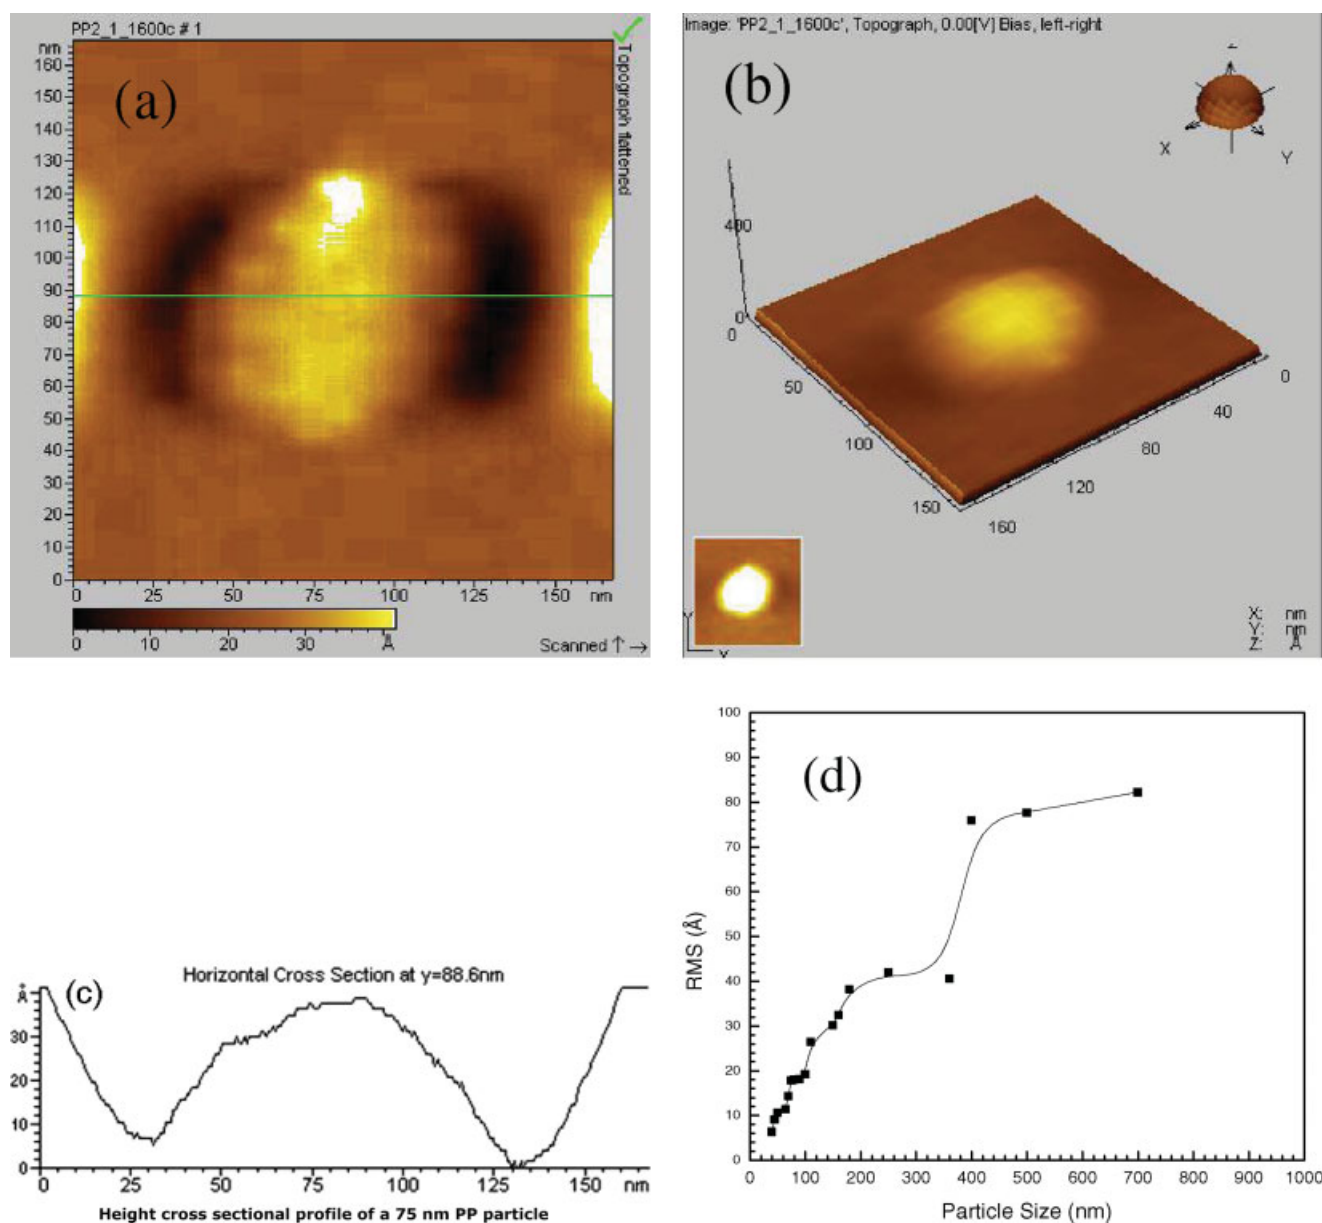 PP2_1_1600c # 1
nm
160
150
140
130
120
110
100
90
80
70
60
50
40
30
20
10
0
(a)
Topograph flattened
0 25 50 75 100 125 150 nm
0 10 20 30 Å
Scanned ↑ →
Image: 'PP2_1_1600c', Topograph, 0.00[V] Bias, left-right
(b)
Z
X
Y
400
0
0
50
100
150
0
40
80
120
160
Y
X: nm
Y: nm
Z: Å
Horizontal Cross Section at y=88.6nm
(c)
Å
30
20
10
0
0 25 50 75 100 125 150 nm
Height cross sectional profile of a 75 nm PP particle
(d)
RMS (Å)
100
90
80
70
60
50
40
30
20
10
0
0 100 200 300 400 500 600 700 800 900 1000
Particle Size (nm)